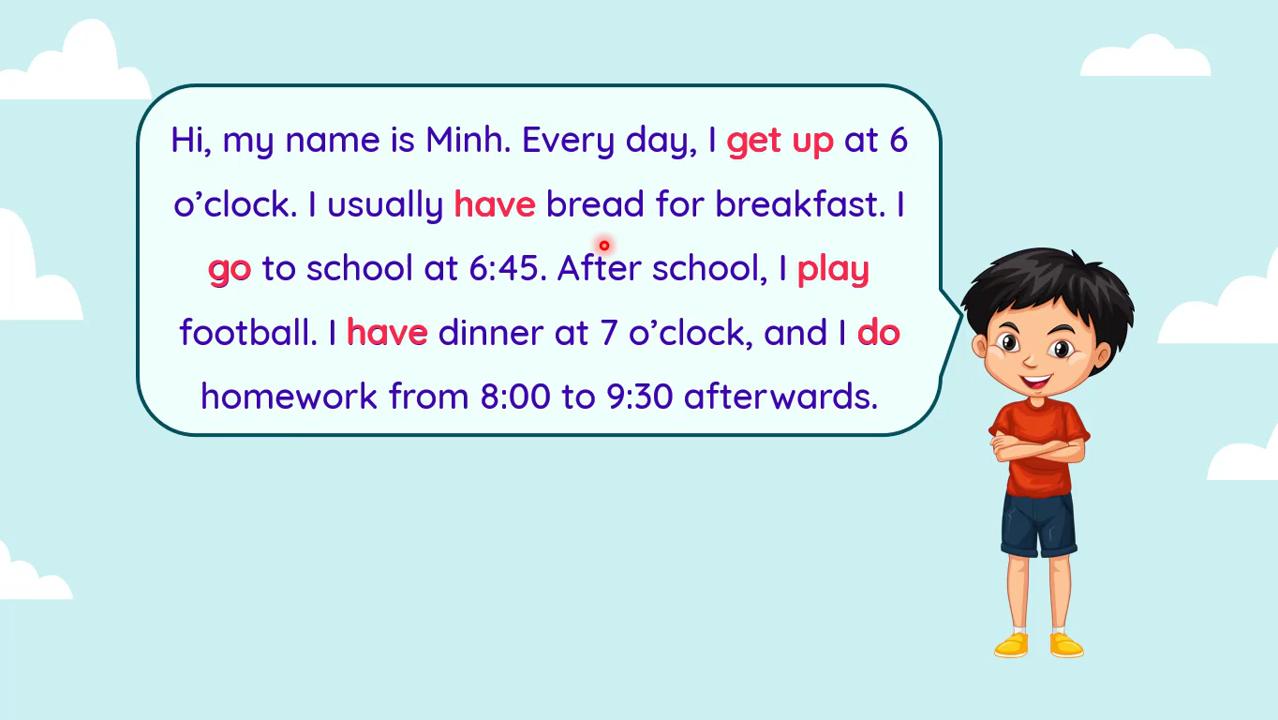 Hi, my name is Minh. Every day, I get up at 6
o’clock. I usually have bread for breakfast. I
go to school at 6:45. After school, I play
football. I have dinner at 7 o’clock, and I do
homework from 8:00 to 9:30 afterwards.